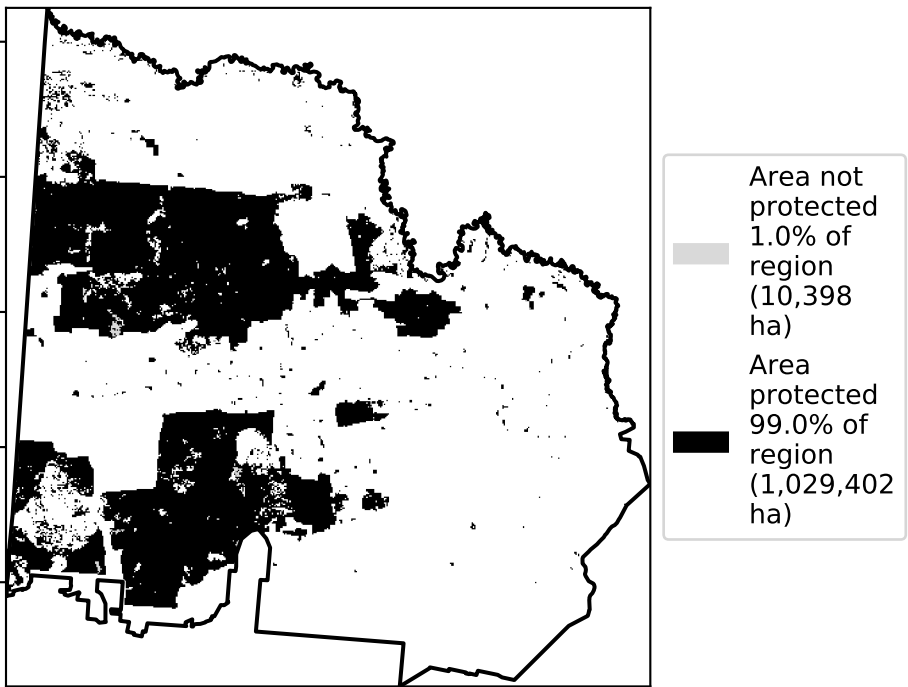 Area not
protected
1.0% of
region
(10,398
ha)
Area
protected
99.0% of
region
(1,029,402
ha)